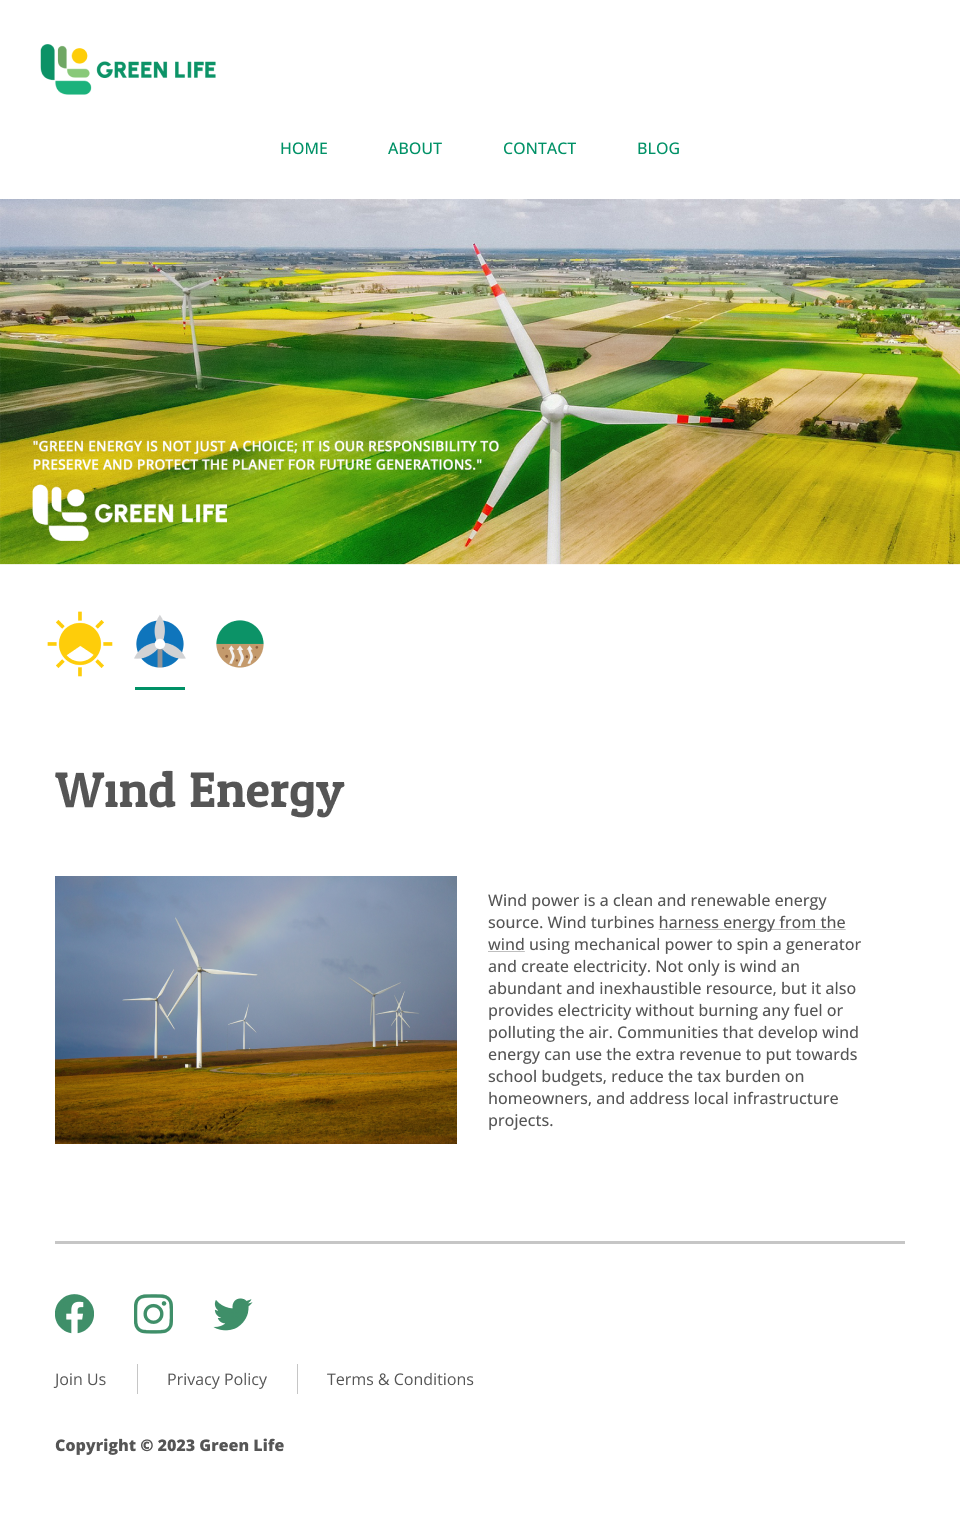 GREEN LIFE
HOME ABOUT CONTACT BLOG
"GREEN ENERGY IS NOT JUST A CHOICE; IT IS OUR RESPONSIBILITY TO
PRESERVE AND PROTECT THE PLANET FOR FUTURE GENERATIONS."
GREEN LIFE
Wind Energy
Wind power is a clean and renewable energy
source. Wind turbines harness energy from the
wind using mechanical power to spin a generator
and create electricity. Not only is wind an
abundant and inexhaustible resource, but it also
provides electricity without burning any fuel or
polluting the air. Communities that develop wind
energy can use the extra revenue to put towards
school budgets, reduce the tax burden on
homeowners, and address local infrastructure
projects.
Join Us Privacy Policy Terms & Conditions
Copyright © 2023 Green Life